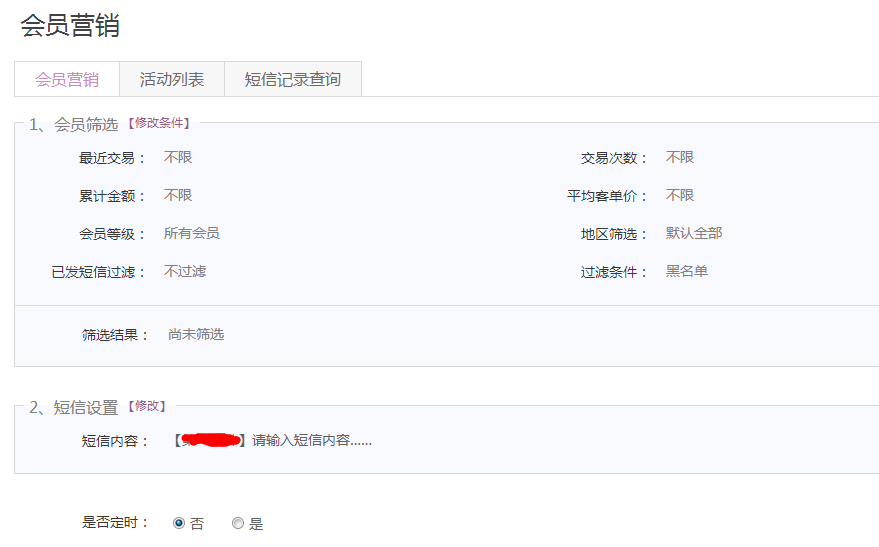 会员营销
会员营销 活动列表 短信记录查询
1、会员筛选 【修改条件】
最近交易： 不限 交易次数： 不限
累计金额： 不限 平均客单价： 不限
会员等级： 所有会员 地区筛选： 默认全部
已发短信过滤： 不过滤 过滤条件： 黑名单
筛选结果： 尚未筛选
2、短信设置 【修改】
短信内容： 【】请输入短信内容......
是否定时： 否 是